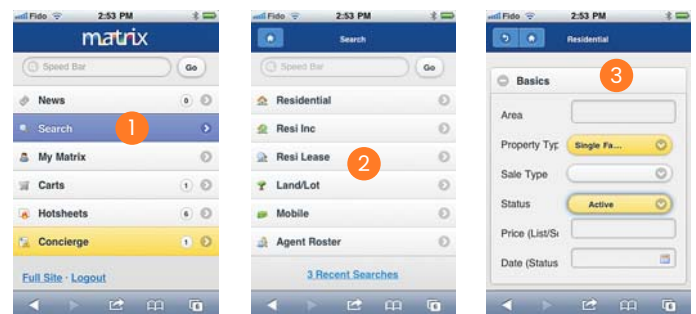 Fido 2:53 PM
matrix
Speed Bar Go
News 0
Search 1
My Matrix
Carts 1
Hotsheets 6
Concierge 1
Full Site · Logout
6
Fido 2:53 PM
Search
Speed Bar Go
Residential
Resi Inc
Resi Lease
2
Land/Lot
Mobile
Agent Roster
3 Recent Searches
6
Fido 2:53 PM
Residential
Basics 3
Area
Property Typ Single Fa...
Sale Type
Status Active
Price (List/S
Date (Status
6